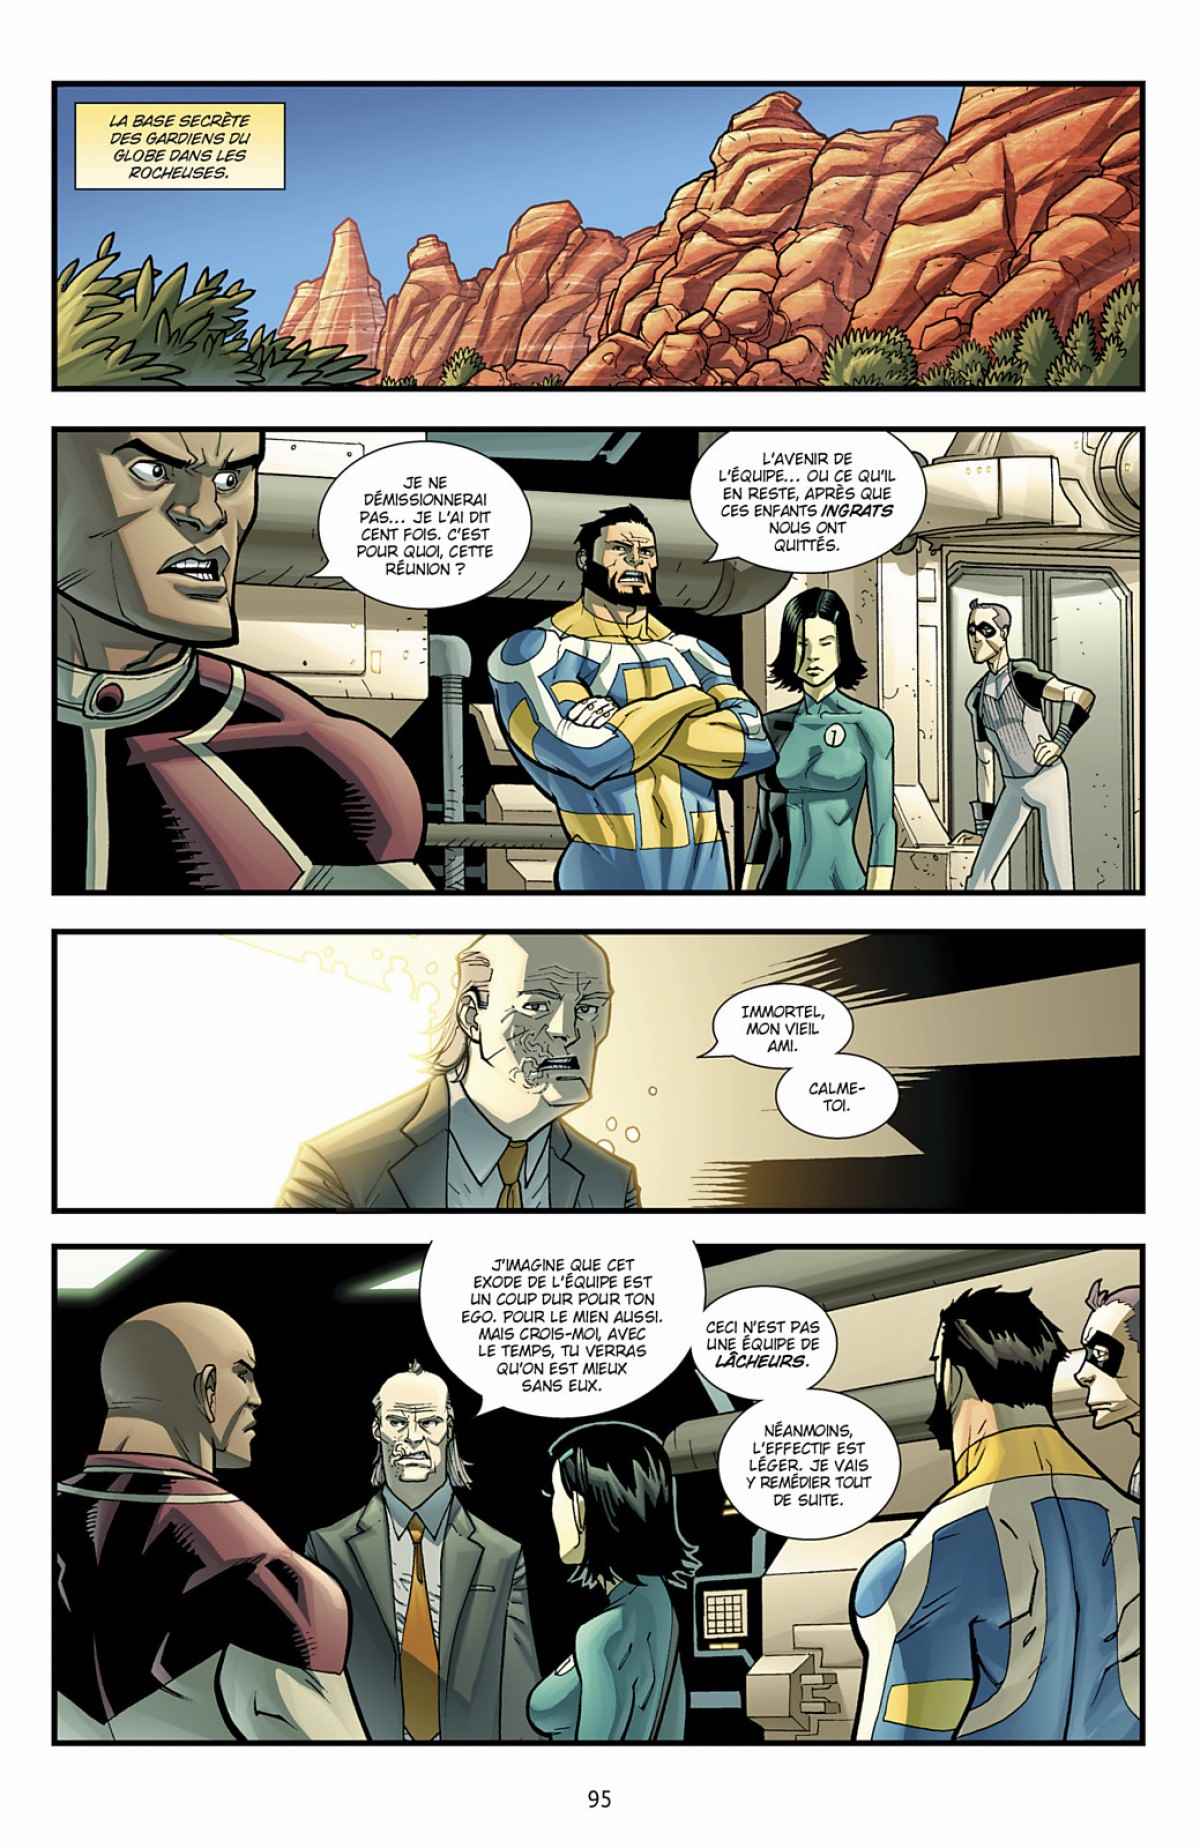 LA BASE SECRÈTE
DES GARDIENS DU
GLOBE DANS LES
ROCHEUSES.
JE NE
DÉMISSIONNERAI
PAS... JE L'AI DIT
CENT FOIS. C'EST
POUR QUOI, CETTE
RÉUNION ?
L'AVENIR DE
L'ÉQUIPE... OU CE QU'IL
EN RESTE, APRÈS QUE
CES ENFANTS INGRATS
NOUS ONT
QUITTÉS.
1
IMMORTEL,
MON VIEIL
AMI.
CALME-
TOI.
J'IMAGINE QUE CET
EXODE DE L'ÉQUIPE EST
UN COUP DUR POUR TON
EGO. POUR LE MIEN AUSSI.
MAIS CROIS-MOI, AVEC
LE TEMPS, TU VERRAS
QU'ON EST MIEUX
SANS EUX.
CECI N'EST PAS
UNE ÉQUIPE DE
LÂCHEURS.
NÉANMOINS,
L'EFFECTIF EST
LÉGER. JE VAIS
Y REMÉDIER TOUT
DE SUITE.
95